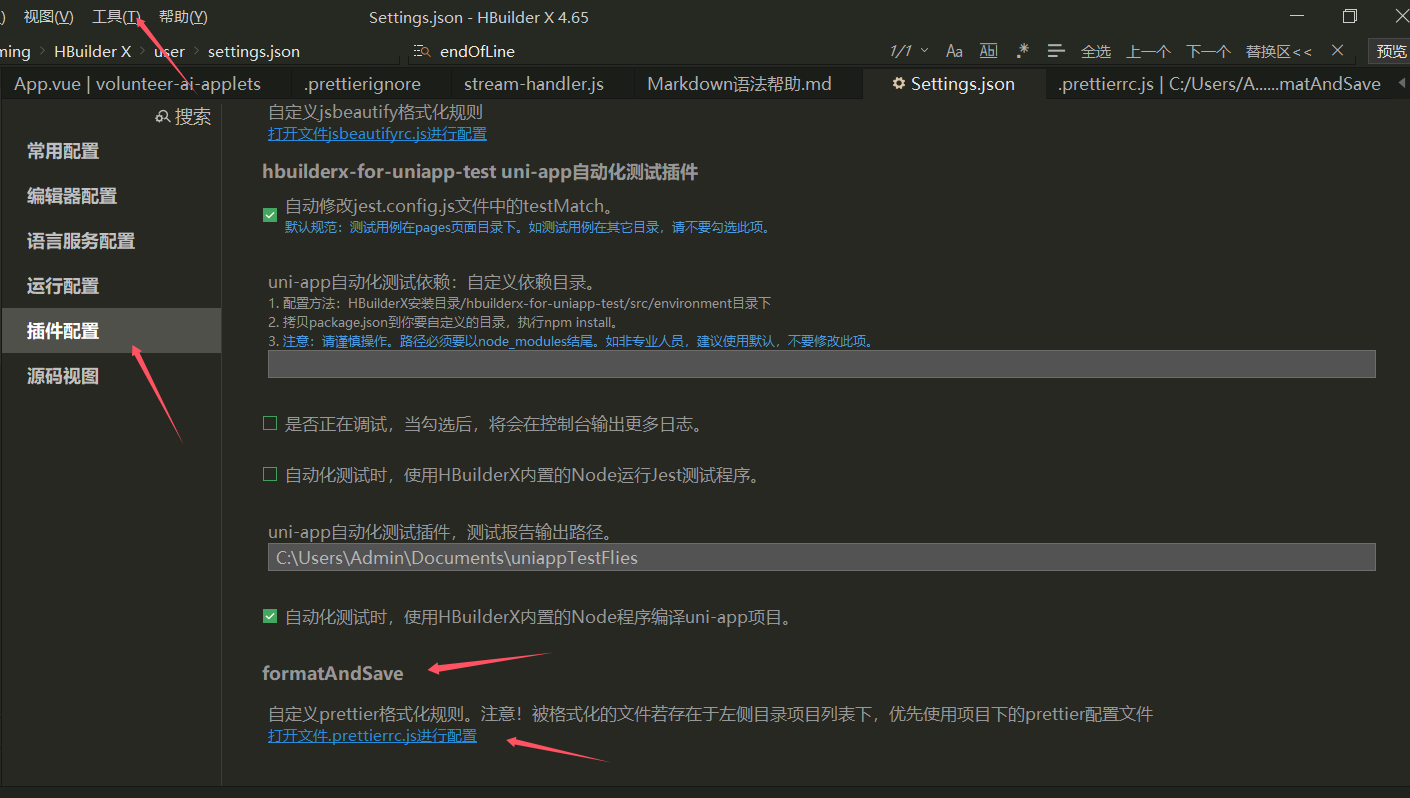 ) 视图(V) 工具(T) 帮助(Y) Settings.json - HBuilder X 4.65
ming › HBuilder X › user › settings.json endOfLine 1/1 Aa Ab .* 全选 上一个 下一个 替换区<< × 预览
App.vue | volunteer-ai-applets .prettierignore stream-handler.js Markdown语法帮助.md Settings.json .prettierrc.js | C:/Users/A......matAndSave
搜索
常用配置
编辑器配置
语言服务配置
运行配置
插件配置
源码视图
自定义jsbeautify格式化规则
打开文件jsbeautifyrc.js进行配置
hbuilderx-for-uniapp-test uni-app自动化测试插件
自动修改jest.config.js文件中的testMatch。
默认规范：测试用例在pages页面目录下。如测试用例在其它目录，请不要勾选此项。
uni-app自动化测试依赖：自定义依赖目录。
1. 配置方法：HBuilderX安装目录/hbuilderx-for-uniapp-test/src/environment目录下
2. 拷贝package.json到你要自定义的目录，执行npm install。
3. 注意：请谨慎操作。路径必须要以node_modules结尾。如非专业人员，建议使用默认，不要修改此项。
是否正在调试，当勾选后，将会在控制台输出更多日志。
自动化测试时，使用HBuilderX内置的Node运行Jest测试程序。
uni-app自动化测试插件，测试报告输出路径。
C:\Users\Admin\Documents\uniappTestFlies
自动化测试时，使用HBuilderX内置的Node程序编译uni-app项目。
formatAndSave
自定义prettier格式化规则。注意！被格式化的文件若存在于左侧目录项目列表下，优先使用项目下的prettier配置文件
打开文件.prettierrc.js进行配置